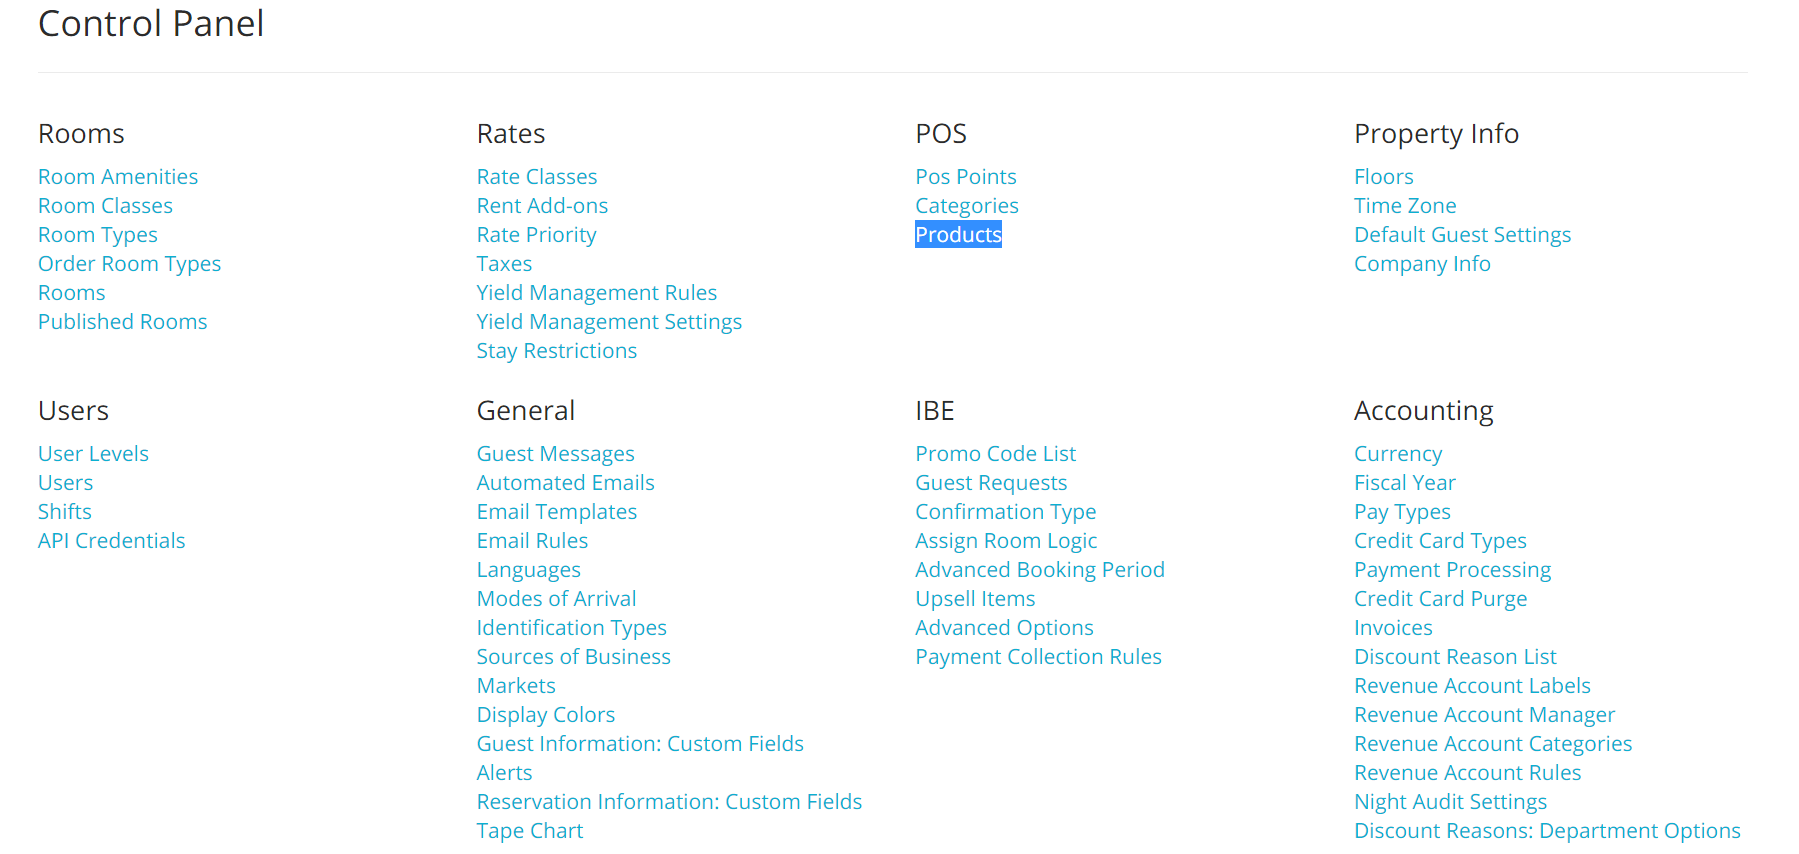 Control Panel
Rooms
Room Amenities
Room Classes
Room Types
Order Room Types
Rooms
Published Rooms
Rates
Rate Classes
Rent Add-ons
Rate Priority
Taxes
Yield Management Rules
Yield Management Settings
Stay Restrictions
POS
Pos Points
Categories
Products
Property Info
Floors
Time Zone
Default Guest Settings
Company Info
Users
User Levels
Users
Shifts
API Credentials
General
Guest Messages
Automated Emails
Email Templates
Email Rules
Languages
Modes of Arrival
Identification Types
Sources of Business
Markets
Display Colors
Guest Information: Custom Fields
Alerts
Reservation Information: Custom Fields
Tape Chart
IBE
Promo Code List
Guest Requests
Confirmation Type
Assign Room Logic
Advanced Booking Period
Upsell Items
Advanced Options
Payment Collection Rules
Accounting
Currency
Fiscal Year
Pay Types
Credit Card Types
Payment Processing
Credit Card Purge
Invoices
Discount Reason List
Revenue Account Labels
Revenue Account Manager
Revenue Account Categories
Revenue Account Rules
Night Audit Settings
Discount Reasons: Department Options